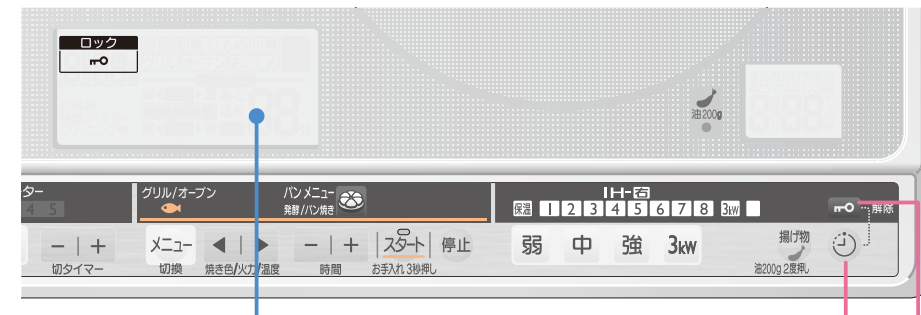 ロック
油200g
ター
4 5
グリル/オーブン
パンメニュー
発酵/パン焼き
IH-右
保温 1 2 3 4 5 6 7 8 3kW
解除
− +
切タイマー
メニュー
切換
◀ ▶
焼き色/火力/温度
− +
時間
スタート
お手入れ3秒押し
停止
弱 中 強 3kW
揚げ物
油200g 2度押し